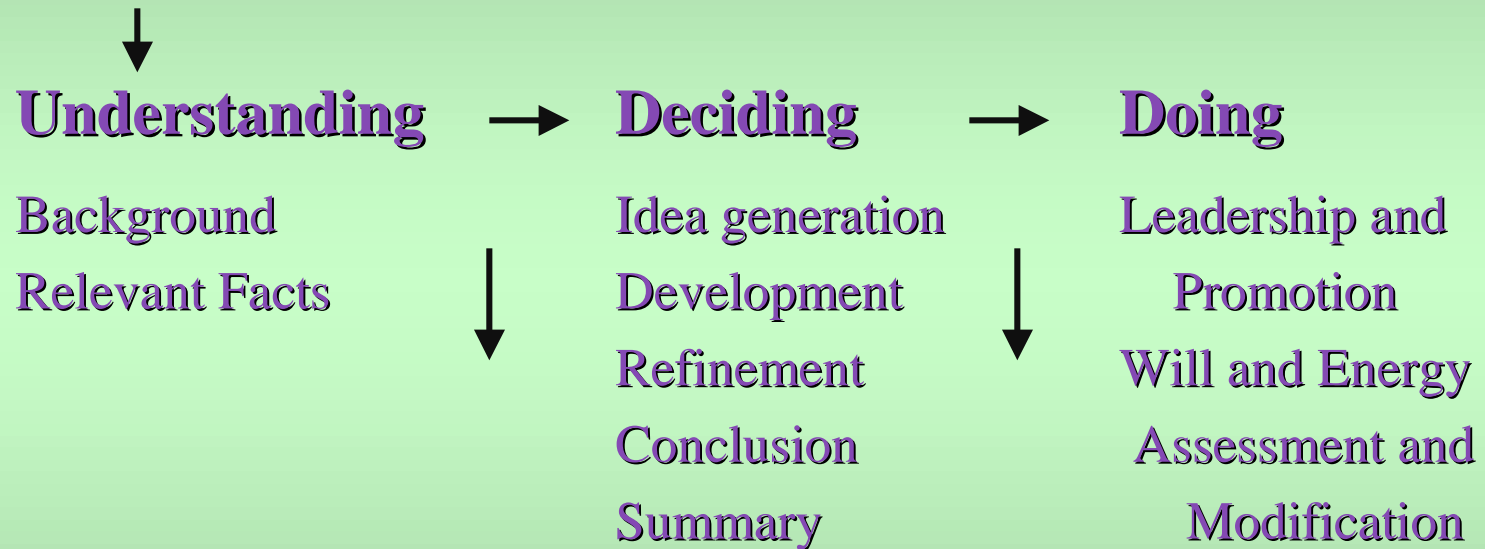 Understanding
Background
Relevant Facts
Deciding
Idea generation
Development
Refinement
Conclusion
Summary
Doing
Leadership and
Promotion
Will and Energy
Assessment and
Modification